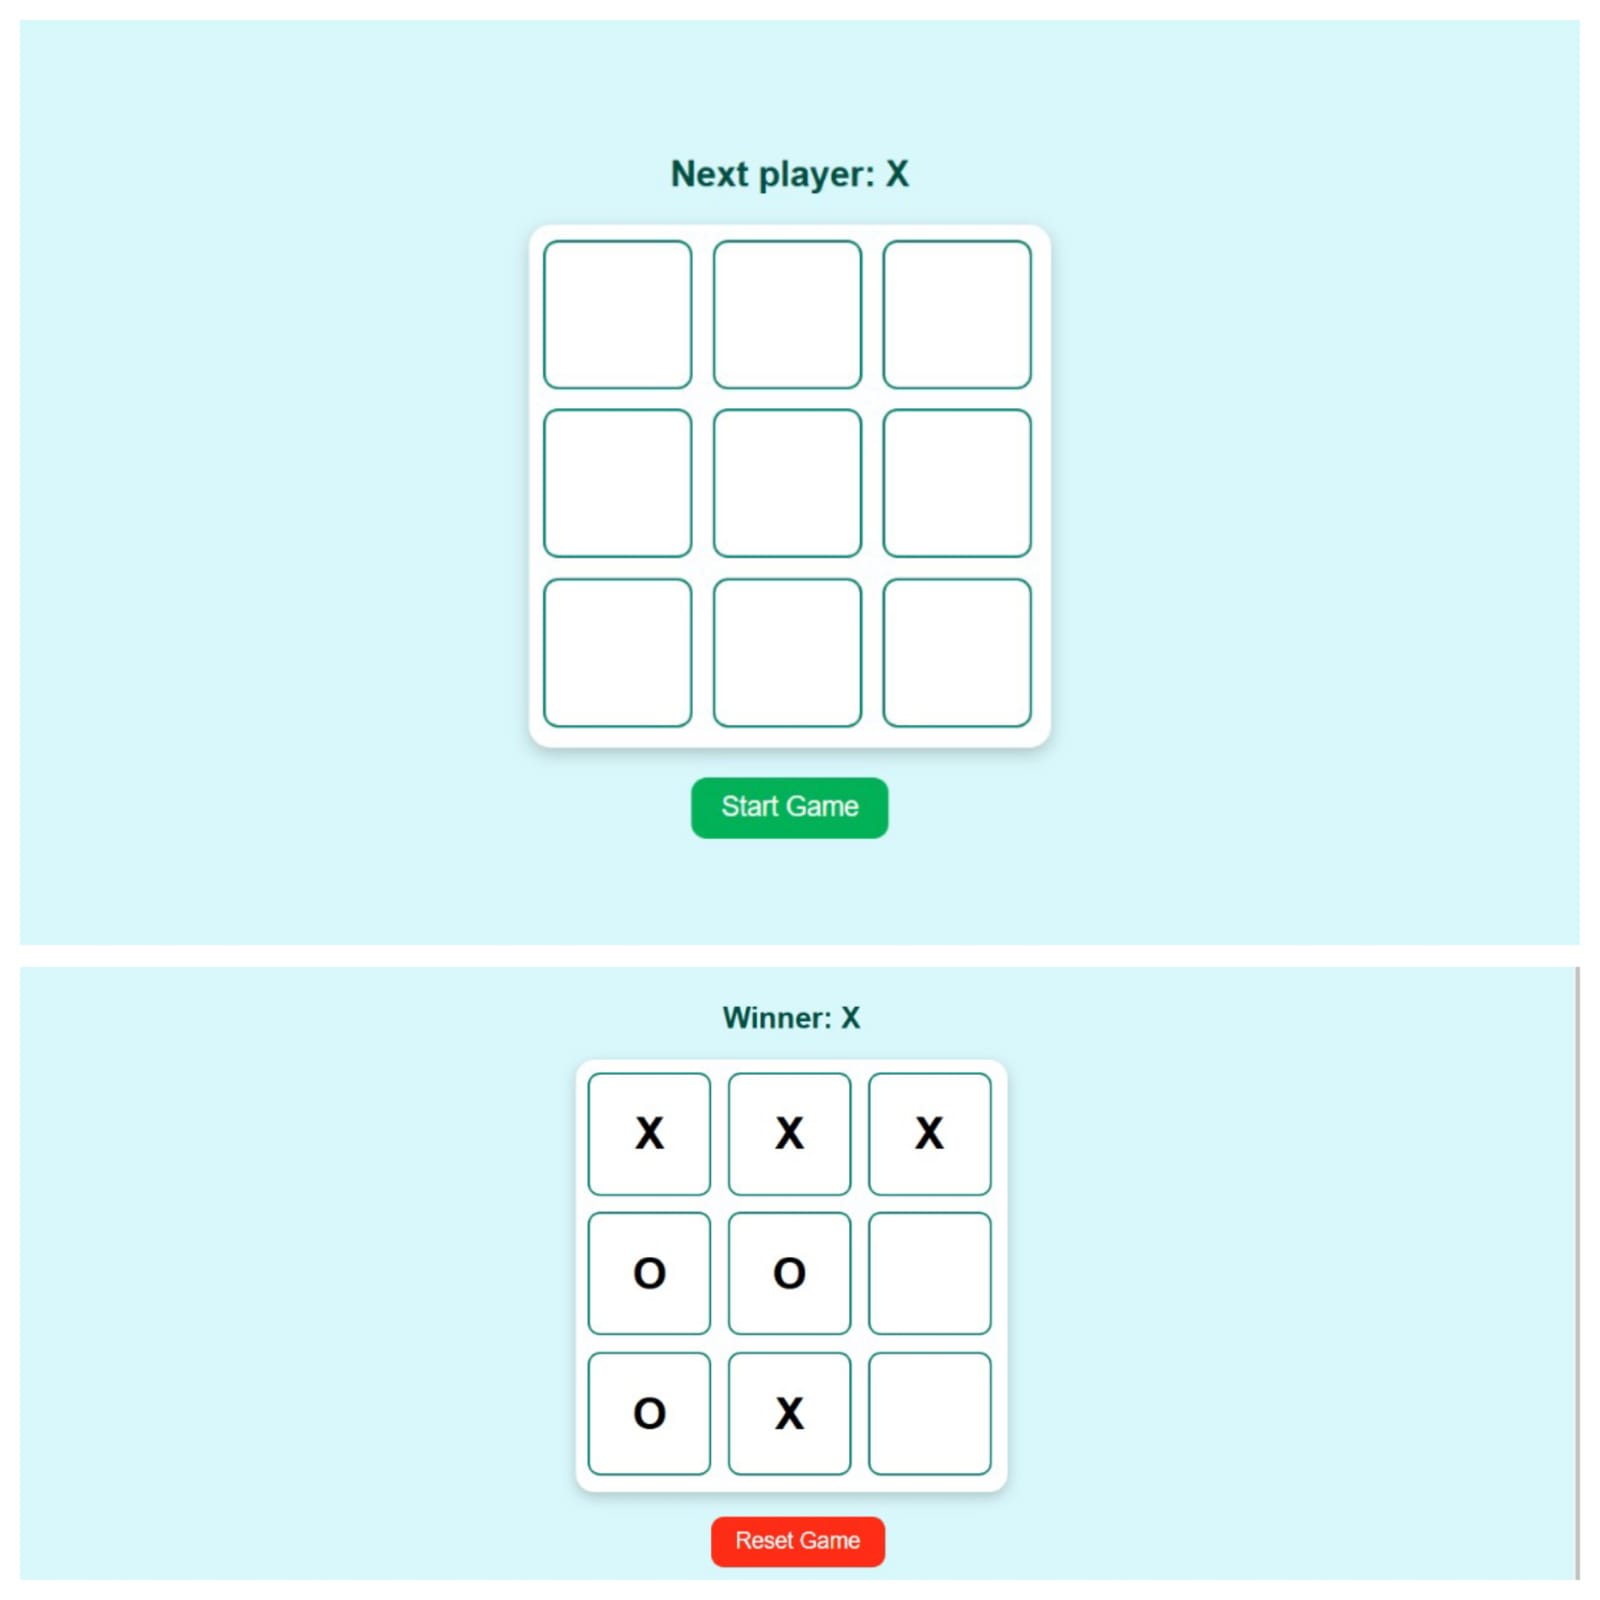 Next player: X
Start Game
Winner: X
X X X
O O
O X
Reset Game